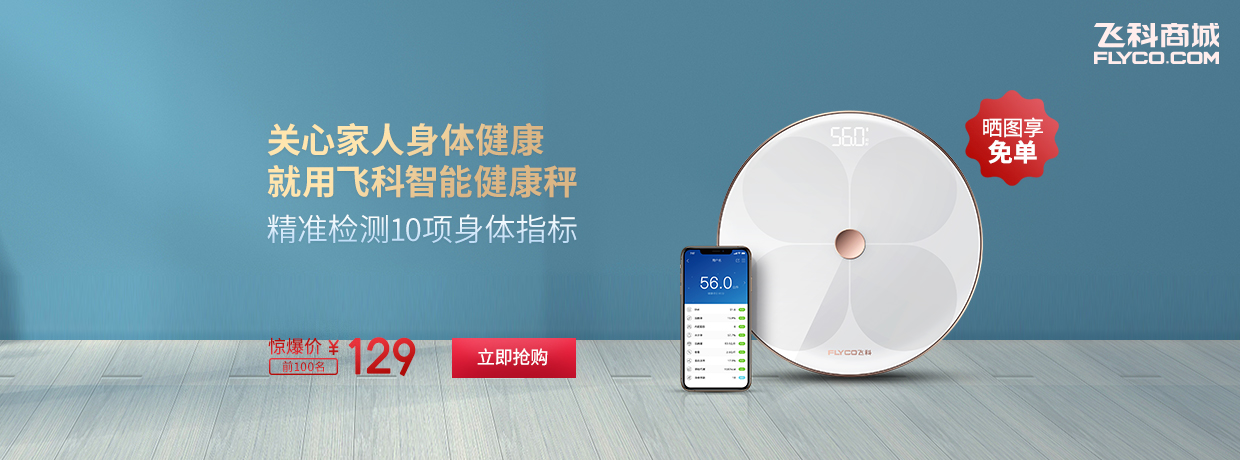 飞科商城
FLYCO.COM
关心家人身体健康
就用飞科智能健康秤
精准检测10项身体指标
惊爆价 ¥129
前100名
立即抢购
晒图享
免单
56.0
56.0
FLYCO飞科